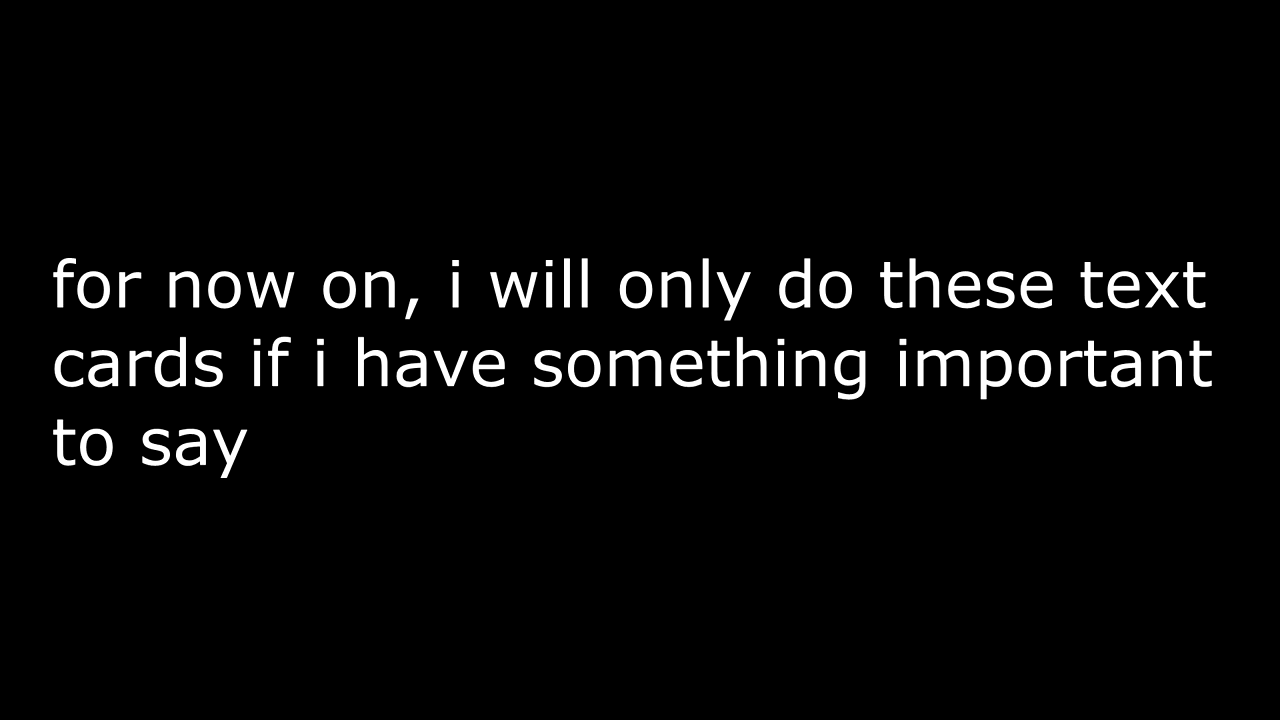 for now on, i will only do these text
cards if i have something important
to say